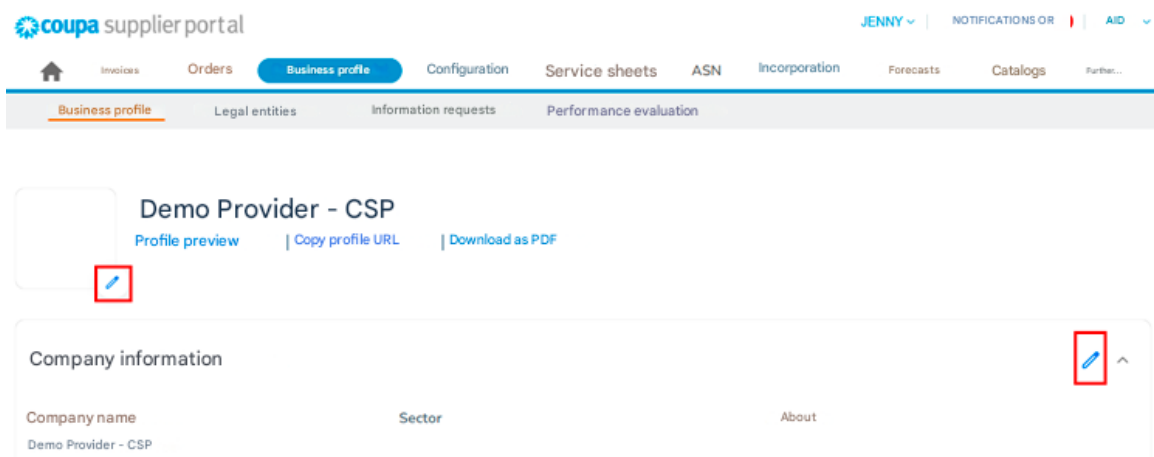 coupa supplier portal
JENNY NOTIFICATIONS OR AID
Invoices Orders Business profile Configuration Service sheets ASN Incorporation Forecasts Catalogs Further...
Business profile Legal entities Information requests Performance evaluation
Demo Provider - CSP
Profile preview | Copy profile URL | Download as PDF
Company information
Company name Sector About
Demo Provider - CSP